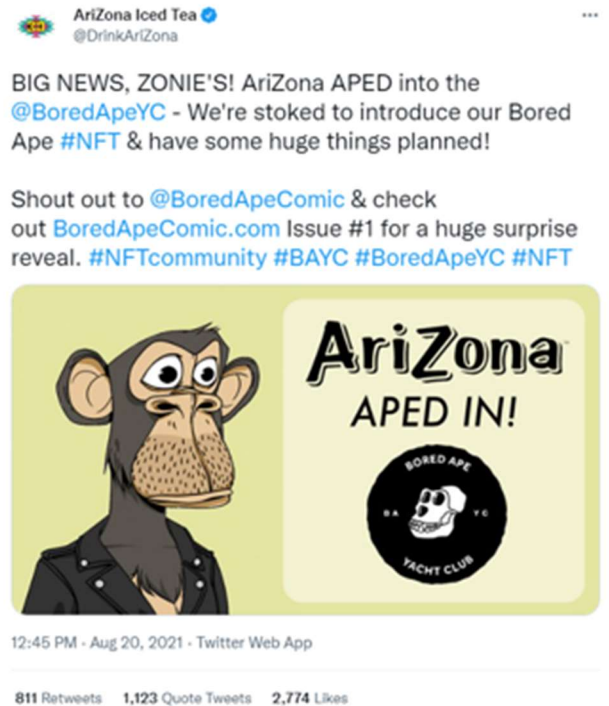 AriZona Iced Tea
@DrinkAriZona
BIG NEWS, ZONIE'S! AriZona APED into the
@BoredApeYC - We're stoked to introduce our Bored
Ape #NFT & have some huge things planned!
Shout out to @BoredApeComic & check
out BoredApeComic.com Issue #1 for a huge surprise
reveal. #NFTcommunity #BAYC #BoredApeYC #NFT
AriZona
APED IN!
BORED APE
BA YC
YACHT CLUB
12:45 PM · Aug 20, 2021 · Twitter Web App
811 Retweets 1,123 Quote Tweets 2,774 Likes